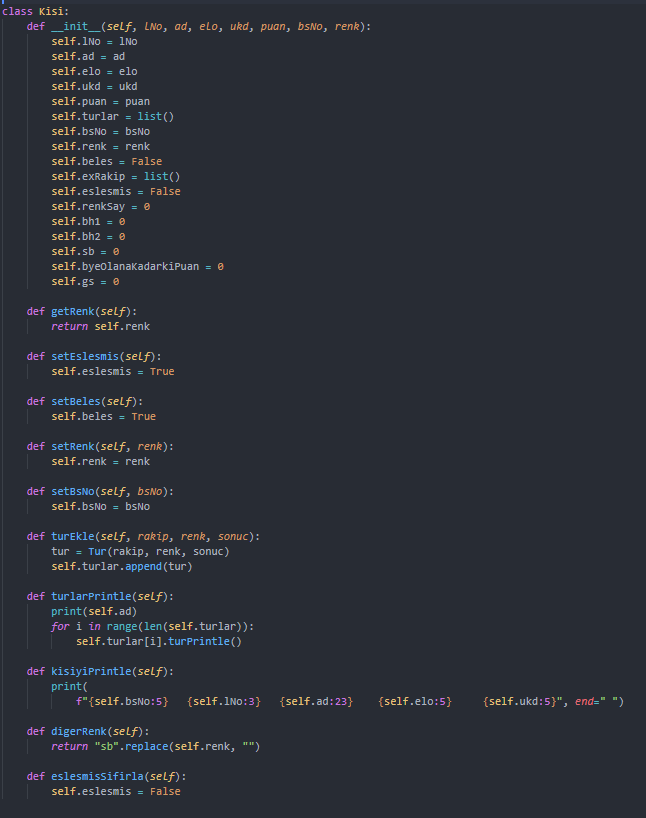 class Kisi:
    def __init__(self, lNo, ad, elo, ukd, puan, bsNo, renk):
        self.lNo = lNo
        self.ad = ad
        self.elo = elo
        self.ukd = ukd
        self.puan = puan
        self.turlar = list()
        self.bsNo = bsNo
        self.renk = renk
        self.beles = False
        self.exRakip = list()
        self.eslesmis = False
        self.renkSay = 0
        self.bh1 = 0
        self.bh2 = 0
        self.sb = 0
        self.byeOlanaKadarkiPuan = 0
        self.gs = 0
    def getRenk(self):
        return self.renk
    def setEslesmis(self):
        self.eslesmis = True
    def setBeles(self):
        self.beles = True
    def setRenk(self, renk):
        self.renk = renk
    def setBsNo(self, bsNo):
        self.bsNo = bsNo
    def turEkle(self, rakip, renk, sonuc):
        tur = Tur(rakip, renk, sonuc)
        self.turlar.append(tur)
    def turlarPrintle(self):
        print(self.ad)
        for i in range(len(self.turlar)):
            self.turlar[i].turPrintle()
    def kisiyiPrintle(self):
        print(
            f"{self.bsNo:5}   {self.lNo:3}   {self.ad:23}    {self.elo:5}     {self.ukd:5}", end=" ")
    def digerRenk(self):
        return "sb".replace(self.renk, "")
    def eslesmisSifirla(self):
        self.eslesmis = False